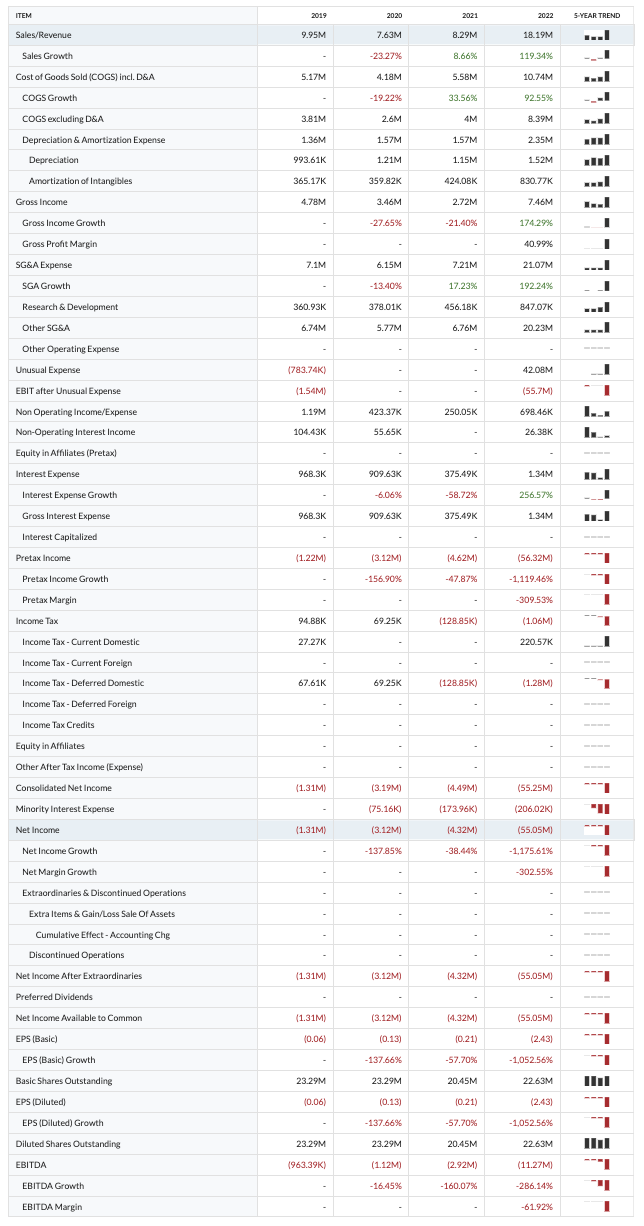 ITEM 2019 2020 2021 2022 5-YEAR TREND
Sales/Revenue 9.95M 7.63M 8.29M 18.19M
Sales Growth - -23.27% 8.66% 119.34%
Cost of Goods Sold (COGS) incl. D&A 5.17M 4.18M 5.58M 10.74M
COGS Growth - -19.22% 33.56% 92.55%
COGS excluding D&A 3.81M 2.6M 4M 8.39M
Depreciation & Amortization Expense 1.36M 1.57M 1.57M 2.35M
Depreciation 993.61K 1.21M 1.15M 1.52M
Amortization of Intangibles 365.17K 359.82K 424.08K 830.77K
Gross Income 4.78M 3.46M 2.72M 7.46M
Gross Income Growth - -27.65% -21.40% 174.29%
Gross Profit Margin - - - 40.99%
SG&A Expense 7.1M 6.15M 7.21M 21.07M
SGA Growth - -13.40% 17.23% 192.24%
Research & Development 360.93K 378.01K 456.18K 847.07K
Other SG&A 6.74M 5.77M 6.76M 20.23M
Other Operating Expense - - - -
Unusual Expense (783.74K) - - 42.08M
EBIT after Unusual Expense (1.54M) - - (55.7M)
Non Operating Income/Expense 1.19M 423.37K 250.05K 698.46K
Non-Operating Interest Income 104.43K 55.65K - 26.38K
Equity in Affiliates (Pretax) - - - -
Interest Expense 968.3K 909.63K 375.49K 1.34M
Interest Expense Growth - -6.06% -58.72% 256.57%
Gross Interest Expense 968.3K 909.63K 375.49K 1.34M
Interest Capitalized - - - -
Pretax Income (1.22M) (3.12M) (4.62M) (56.32M)
Pretax Income Growth - -156.90% -47.87% -1,119.46%
Pretax Margin - - - -309.53%
Income Tax 94.88K 69.25K (128.85K) (1.06M)
Income Tax - Current Domestic 27.27K - - 220.57K
Income Tax - Current Foreign - - - -
Income Tax - Deferred Domestic 67.61K 69.25K (128.85K) (1.28M)
Income Tax - Deferred Foreign - - - -
Income Tax Credits - - - -
Equity in Affiliates - - - -
Other After Tax Income (Expense) - - - -
Consolidated Net Income (1.31M) (3.19M) (4.49M) (55.25M)
Minority Interest Expense - (75.16K) (173.96K) (206.02K)
Net Income (1.31M) (3.12M) (4.32M) (55.05M)
Net Income Growth - -137.85% -38.44% -1,175.61%
Net Margin Growth - - - -302.55%
Extraordinaries & Discontinued Operations - - - -
Extra Items & Gain/Loss Sale Of Assets - - - -
Cumulative Effect - Accounting Chg - - - -
Discontinued Operations - - - -
Net Income After Extraordinaries (1.31M) (3.12M) (4.32M) (55.05M)
Preferred Dividends - - - -
Net Income Available to Common (1.31M) (3.12M) (4.32M) (55.05M)
EPS (Basic) (0.06) (0.13) (0.21) (2.43)
EPS (Basic) Growth - -137.66% -57.70% -1,052.56%
Basic Shares Outstanding 23.29M 23.29M 20.45M 22.63M
EPS (Diluted) (0.06) (0.13) (0.21) (2.43)
EPS (Diluted) Growth - -137.66% -57.70% -1,052.56%
Diluted Shares Outstanding 23.29M 23.29M 20.45M 22.63M
EBITDA (963.39K) (1.12M) (2.92M) (11.27M)
EBITDA Growth - -16.45% -160.07% -286.14%
EBITDA Margin - - - -61.92%